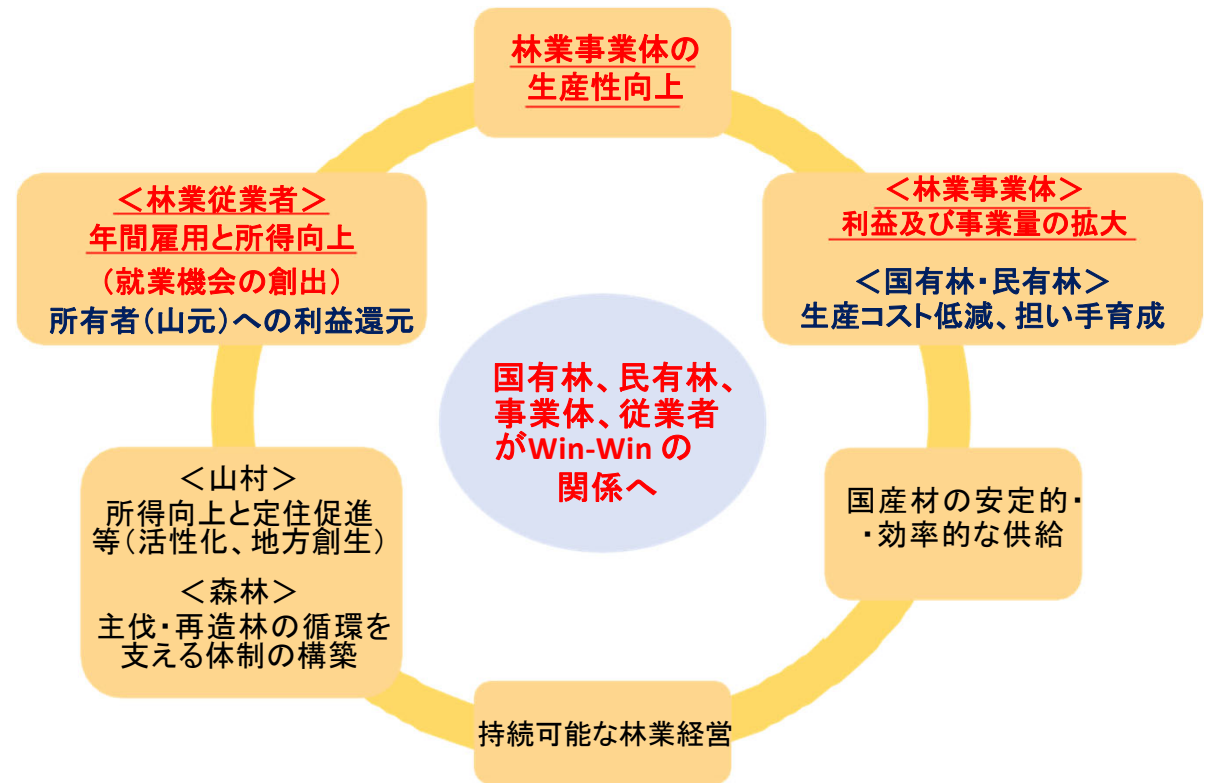 林業事業体の
生産性向上
＜林業従業者＞
年間雇用と所得向上
（就業機会の創出）
所有者（山元）への利益還元
＜林業事業体＞
利益及び事業量の拡大
＜国有林・民有林＞
生産コスト低減、担い手育成
国有林、民有林、
事業体、従業者
がWin-Win の
関係へ
＜山村＞
所得向上と定住促進
等（活性化、地方創生）
＜森林＞
主伐・再造林の循環を
支える体制の構築
国産材の安定的・
・効率的な供給
持続可能な林業経営